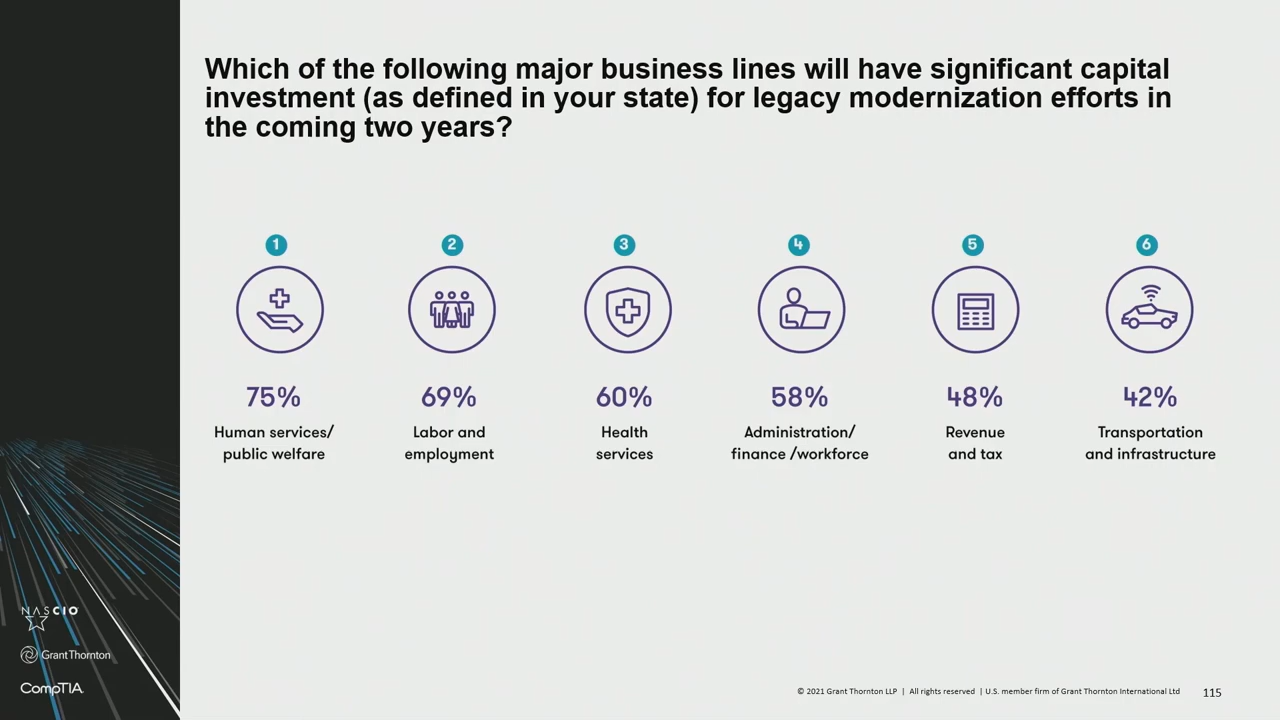 Which of the following major business lines will have significant capital
investment (as defined in your state) for legacy modernization efforts in
the coming two years?
1
2
3
4
5
6
75%
69%
60%
58%
48%
42%
Human services/
public welfare
Labor and
employment
Health
services
Administration/
finance /workforce
Revenue
and tax
Transportation
and infrastructure
NASCIO
GrantThornton
CompTIA
© 2021 Grant Thornton LLP | All rights reserved | U.S. member firm of Grant Thornton International Ltd
115